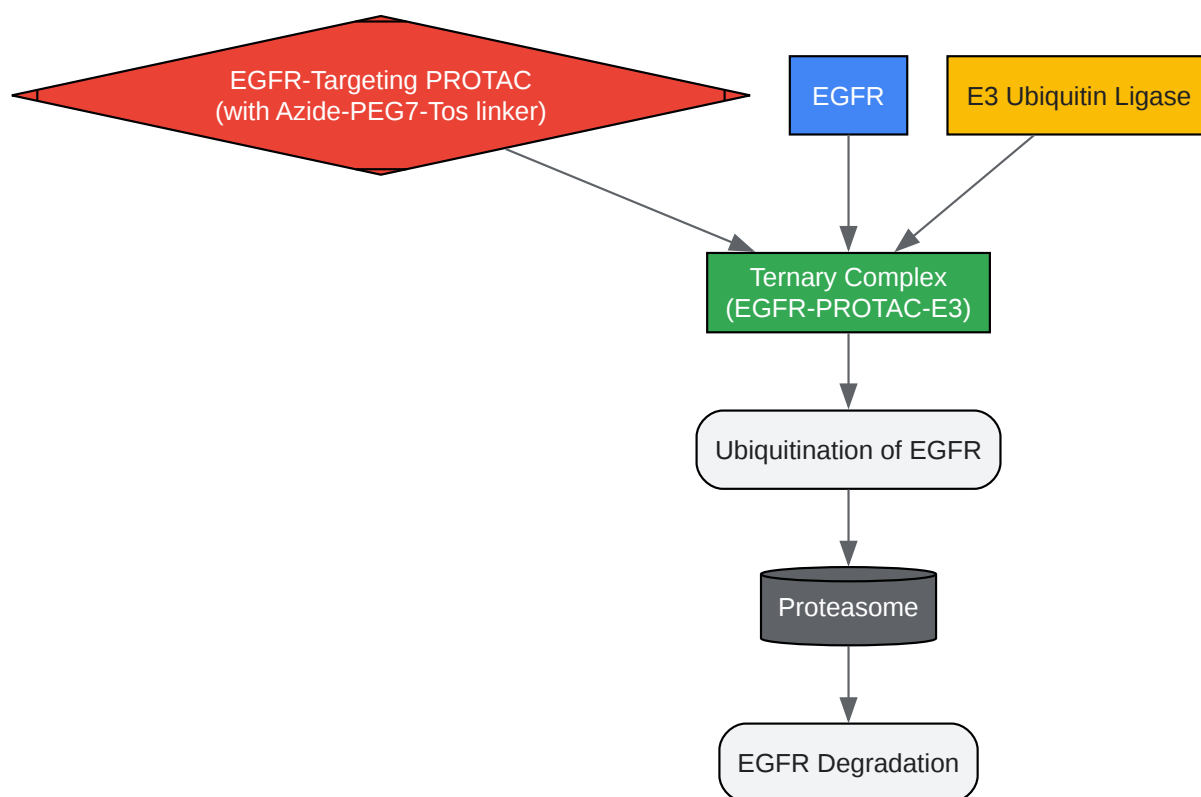 EGFR-Targeting PROTAC
(with Azide-PEG7-Tos linker)
EGFR
E3 Ubiquitin Ligase
Ternary Complex
(EGFR-PROTAC-E3)
Ubiquitination of EGFR
Proteasome
EGFR Degradation